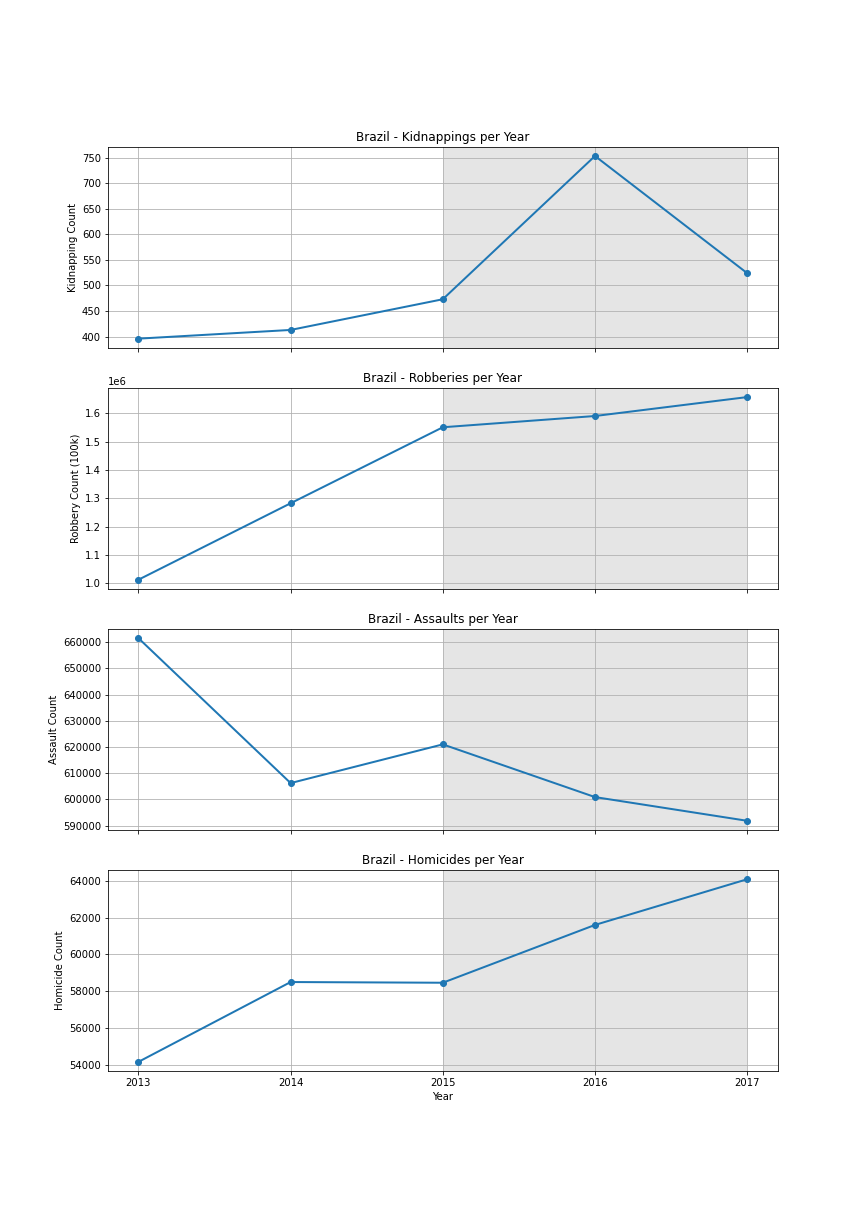 Brazil - Kidnappings per Year
Kidnapping Count
750
700
650
600
550
500
450
400
Brazil - Robberies per Year
1e6
Robbery Count (100k)
1.6
1.5
1.4
1.3
1.2
1.1
1.0
Brazil - Assaults per Year
Assault Count
660000
650000
640000
630000
620000
610000
600000
590000
Brazil - Homicides per Year
Homicide Count
64000
62000
60000
58000
56000
54000
2013 2014 2015 2016 2017
Year